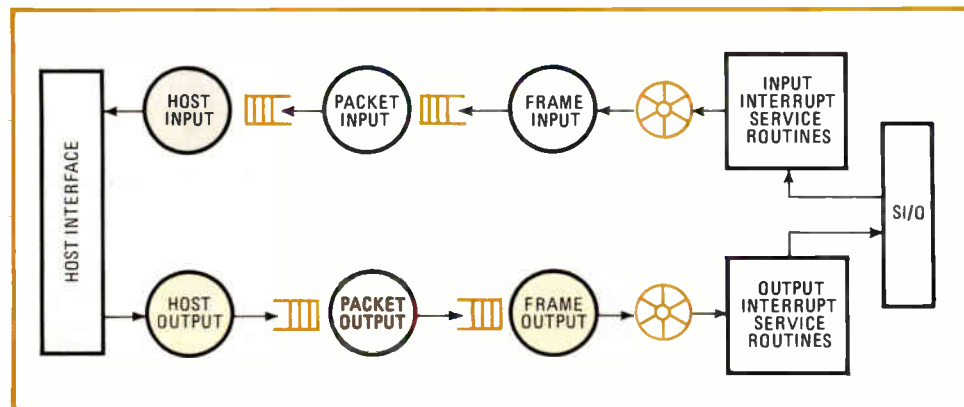 HOST INTERFACE
HOST
INPUT
PACKET
INPUT
FRAME
INPUT
INPUT
INTERRUPT
SERVICE
ROUTINES
SI/O
HOST
OUTPUT
PACKET
OUTPUT
FRAME
OUTPUT
OUTPUT
INTERRUPT
SERVICE
ROUTINES